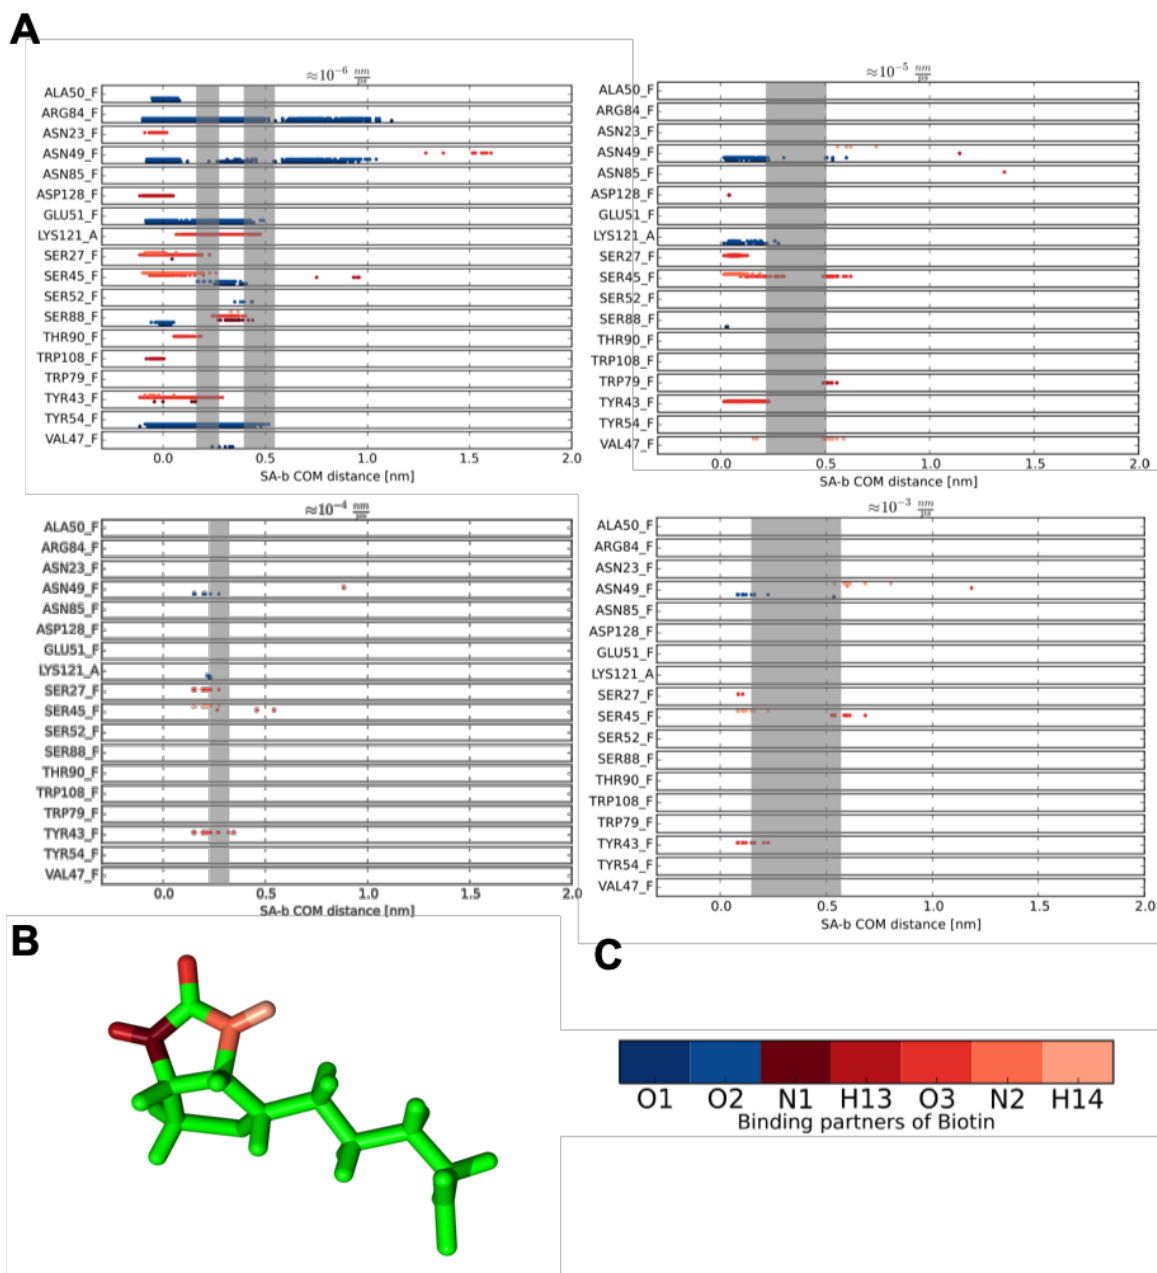 A
≈10⁻⁶ nm/ps
ALA50_F
ARG84_F
ASN23_F
ASN49_F
ASN85_F
ASP128_F
GLU51_F
LYS121_A
SER27_F
SER45_F
SER52_F
SER88_F
THR90_F
TRP108_F
TRP79_F
TYR43_F
TYR54_F
VAL47_F
0.0 0.5 1.0 1.5 2.0
SA-b COM distance [nm]
≈10⁻⁵ nm/ps
ALA50_F
ARG84_F
ASN23_F
ASN49_F
ASN85_F
ASP128_F
GLU51_F
LYS121_A
SER27_F
SER45_F
SER52_F
SER88_F
THR90_F
TRP108_F
TRP79_F
TYR43_F
TYR54_F
VAL47_F
0.0 0.5 1.0 1.5 2.0
SA-b COM distance [nm]
≈10⁻⁴ nm/ps
ALA50_F
ARG84_F
ASN23_F
ASN49_F
ASN85_F
ASP128_F
GLU51_F
LYS121_A
SER27_F
SER45_F
SER52_F
SER88_F
THR90_F
TRP108_F
TRP79_F
TYR43_F
TYR54_F
VAL47_F
0.0 0.5 1.0 1.5 2.0
SA-b COM distance [nm]
≈10⁻³ nm/ps
ALA50_F
ARG84_F
ASN23_F
ASN49_F
ASN85_F
ASP128_F
GLU51_F
LYS121_A
SER27_F
SER45_F
SER52_F
SER88_F
THR90_F
TRP108_F
TRP79_F
TYR43_F
TYR54_F
VAL47_F
0.0 0.5 1.0 1.5 2.0
SA-b COM distance [nm]
B
C
O1 O2 N1 H13 O3 N2 H14
Binding partners of Biotin